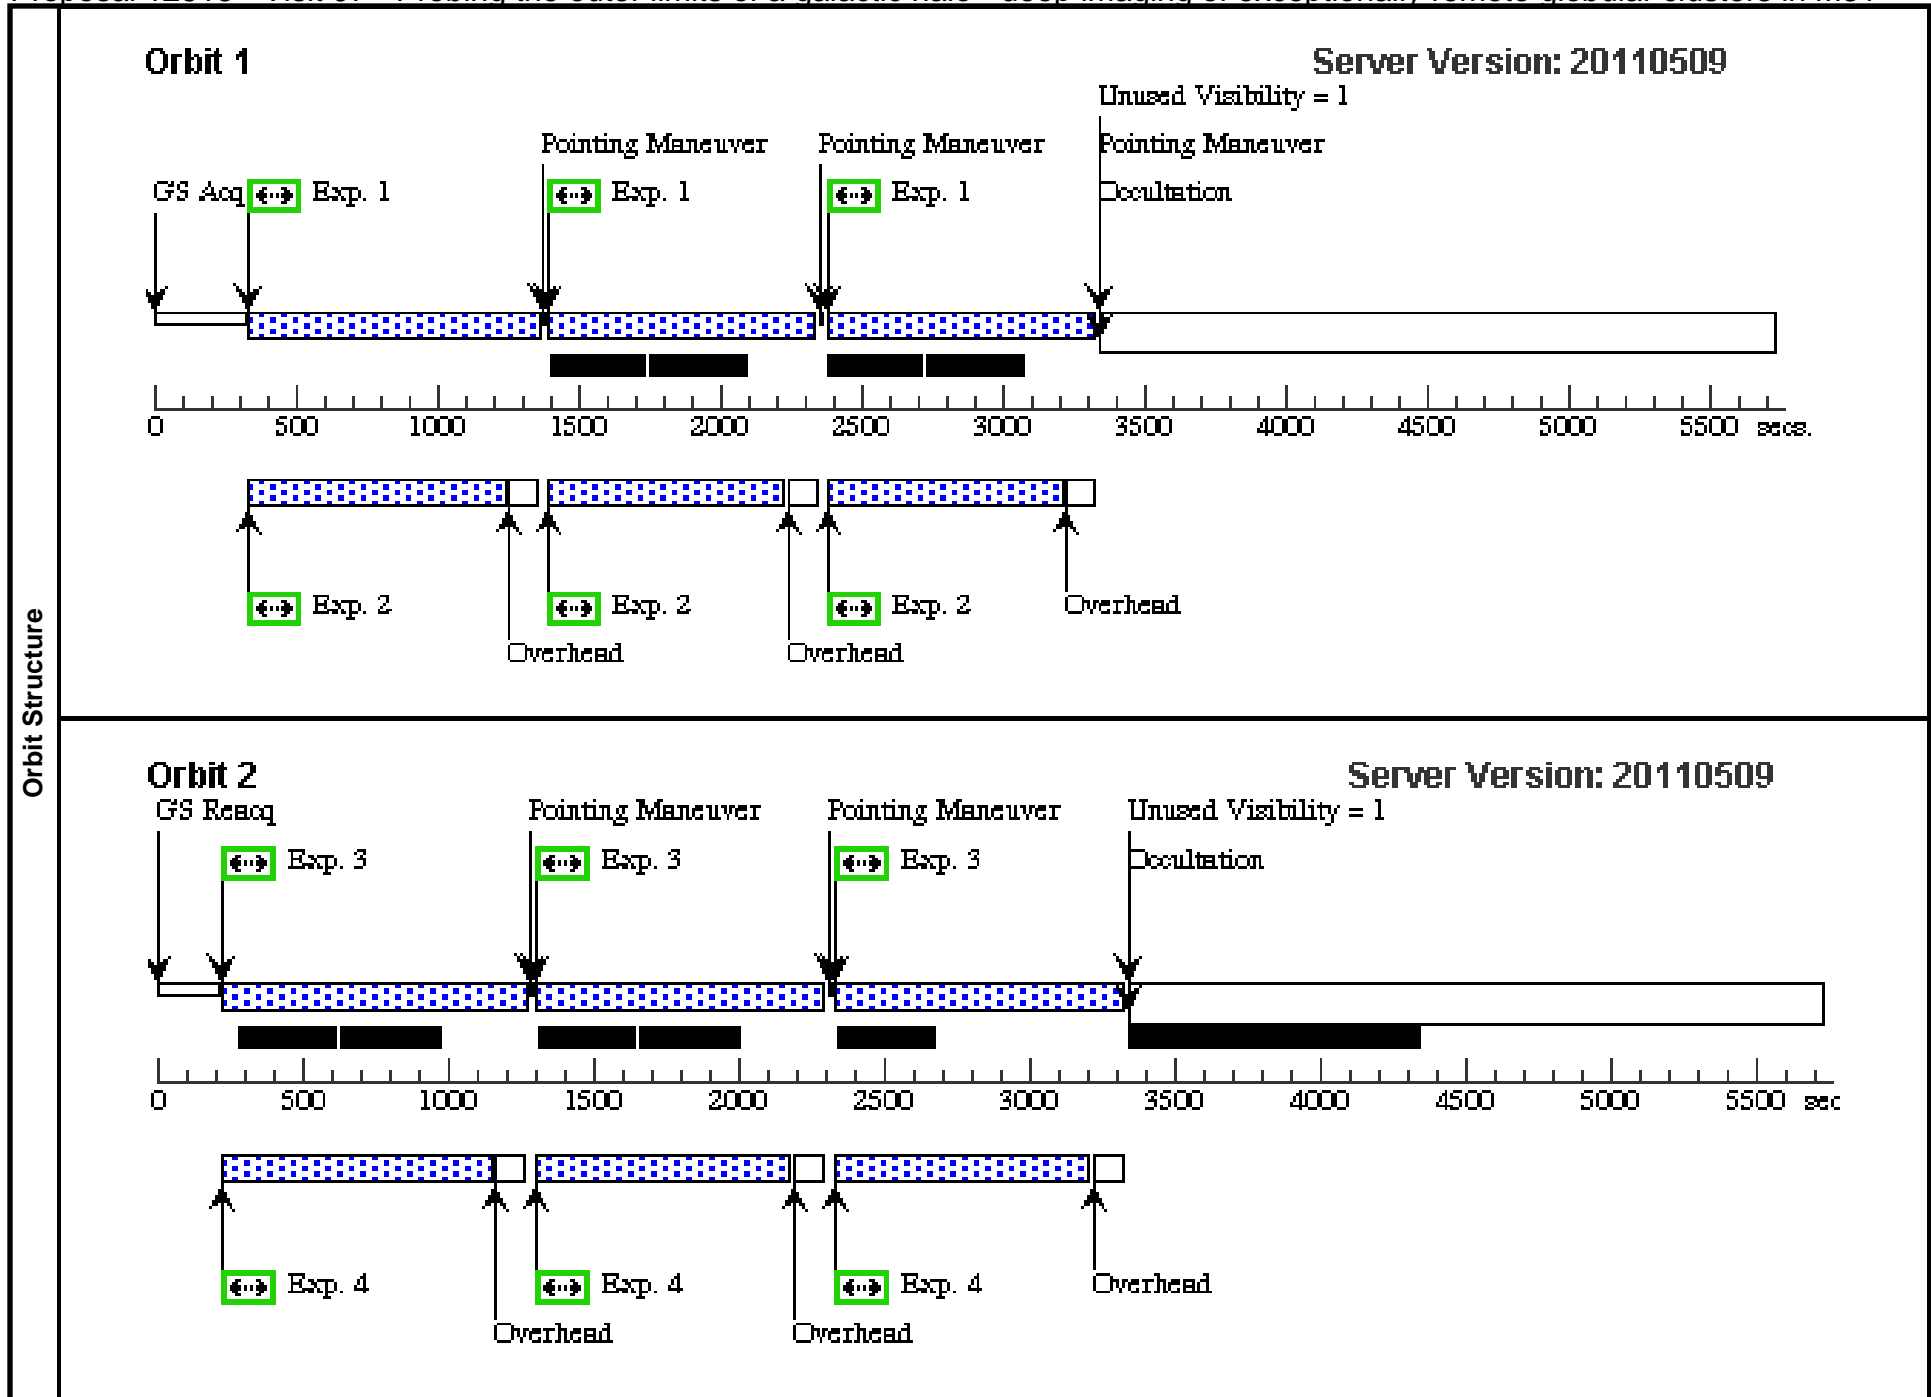 Orbit Structure
Orbit 1
Server Version: 20110509
Unused Visibility = 1
Pointing Maneuver
Pointing Maneuver
Pointing Maneuver
GS Acq
Exp. 1
Exp. 1
Exp. 1
Occultation
0 500 1000 1500 2000 2500 3000 3500 4000 4500 5000 5500 secs.
Exp. 2
Exp. 2
Exp. 2
Overhead
Overhead
Overhead
Orbit 2
Server Version: 20110509
GS Reacq
Pointing Maneuver
Pointing Maneuver
Unused Visibility = 1
Exp. 3
Exp. 3
Exp. 3
Occultation
0 500 1000 1500 2000 2500 3000 3500 4000 4500 5000 5500 sec
Exp. 4
Exp. 4
Exp. 4
Overhead
Overhead
Overhead